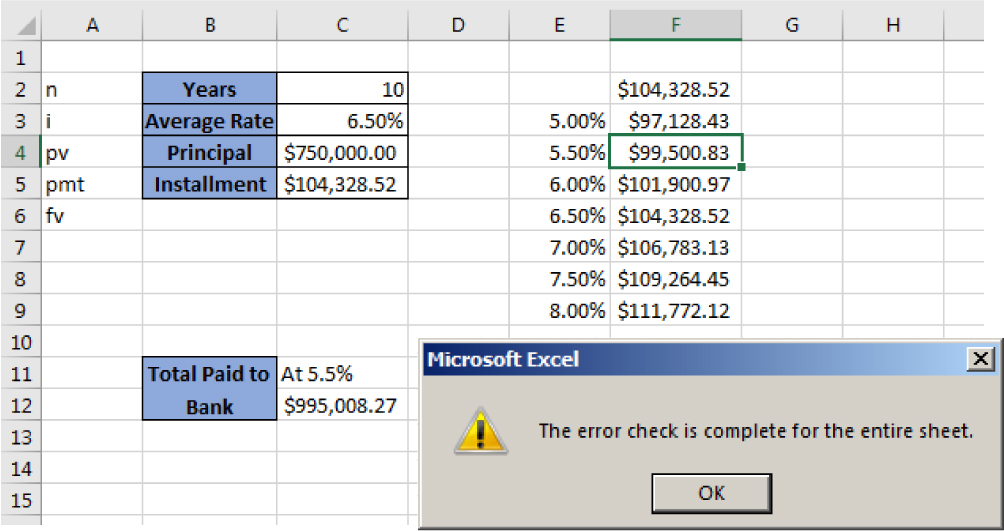 A B C D E F G H
1
2 n Years 10 $104,328.52
3 i Average Rate 6.50% 5.00% $97,128.43
4 pv Principal $750,000.00 5.50% $99,500.83
5 pmt Installment $104,328.52 6.00% $101,900.97
6 fv 6.50% $104,328.52
7 7.00% $106,783.13
8 7.50% $109,264.45
9 8.00% $111,772.12
10
11 Total Paid to At 5.5%
12 Bank $995,008.27
13
14
15
Microsoft Excel
The error check is complete for the entire sheet.
OK